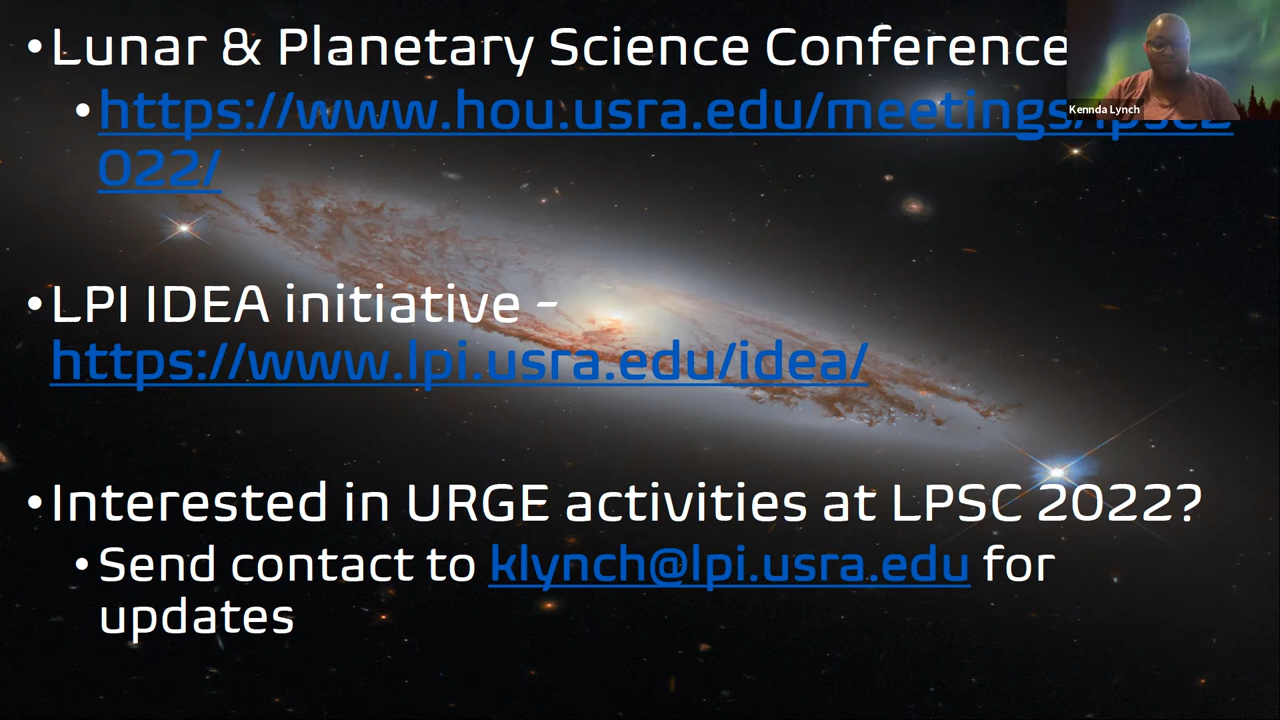 •Lunar & Planetary Science Conference
•https://www.hou.usra.edu/meetings/lpsc2
022/
•LPI IDEA initiative -
https://www.lpi.usra.edu/idea/
•Interested in URGE activities at LPSC 2022?
•Send contact to klynch@lpi.usra.edu for
updates
Kennda Lynch